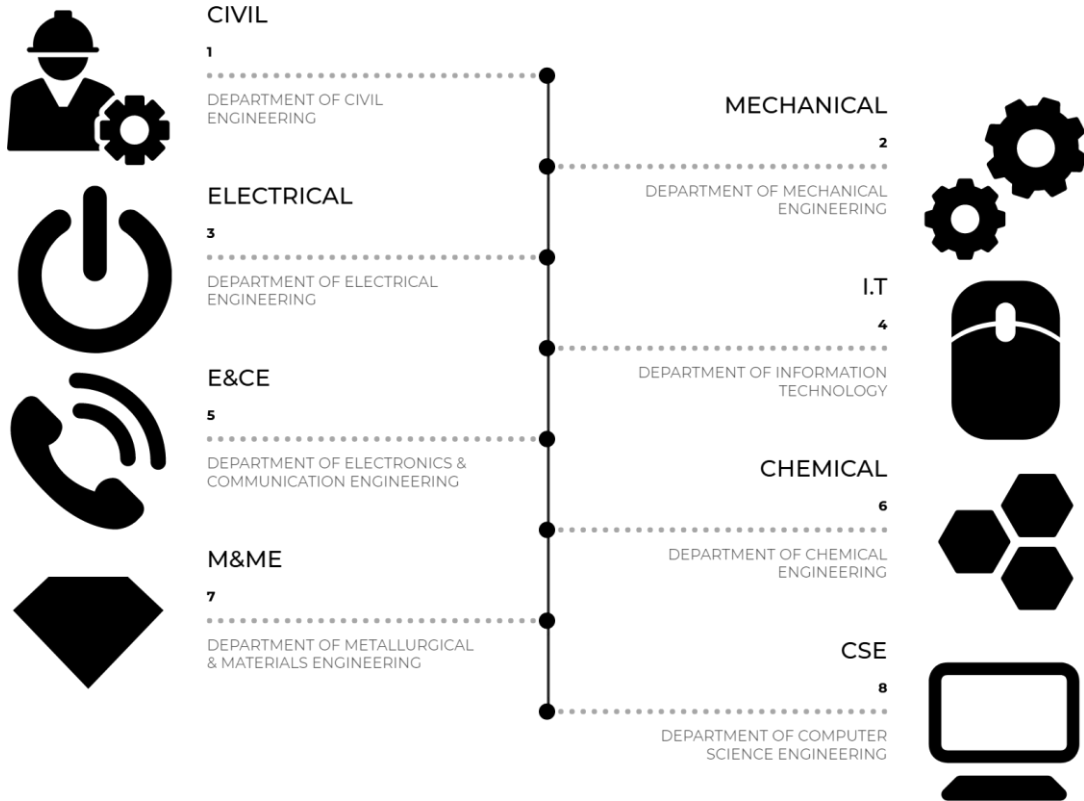 CIVIL
1
DEPARTMENT OF CIVIL
ENGINEERING
MECHANICAL
2
DEPARTMENT OF MECHANICAL
ENGINEERING
ELECTRICAL
3
DEPARTMENT OF ELECTRICAL
ENGINEERING
I.T
4
DEPARTMENT OF INFORMATION
TECHNOLOGY
E&CE
5
DEPARTMENT OF ELECTRONICS &
COMMUNICATION ENGINEERING
CHEMICAL
6
DEPARTMENT OF CHEMICAL
ENGINEERING
M&ME
7
DEPARTMENT OF METALLURGICAL
& MATERIALS ENGINEERING
CSE
8
DEPARTMENT OF COMPUTER
SCIENCE ENGINEERING